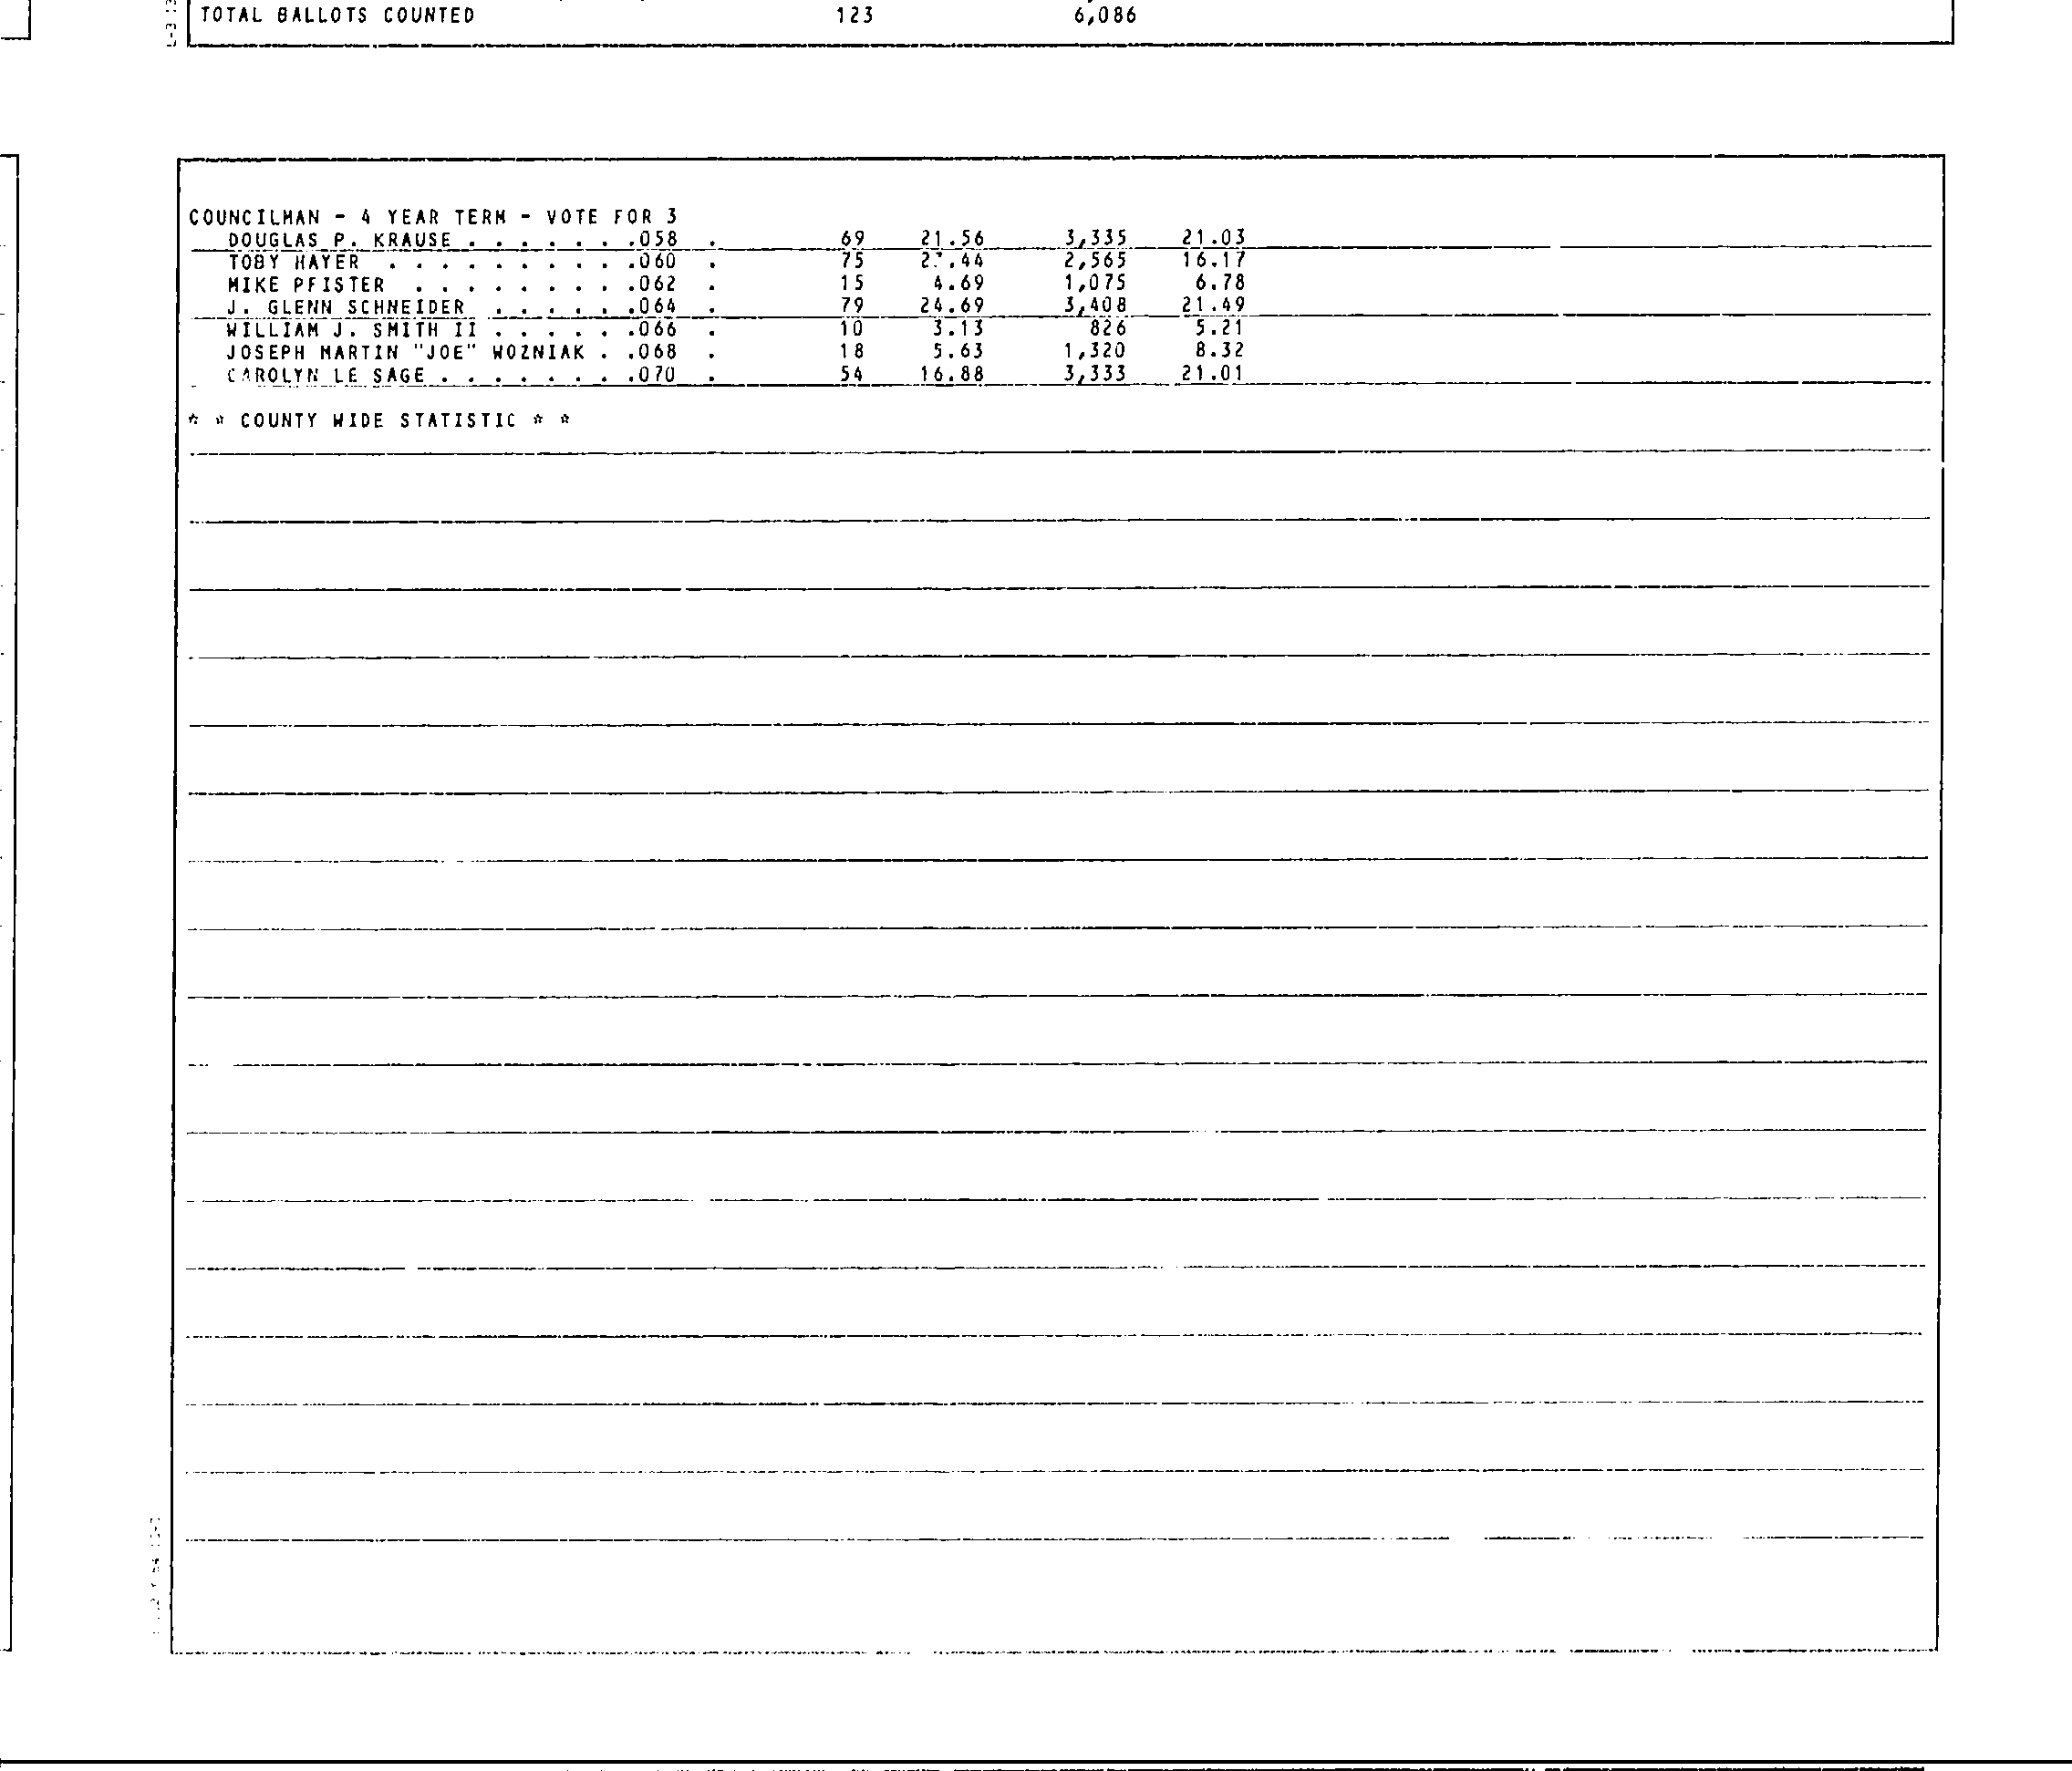 TOTAL BALLOTS COUNTED 123 6,086
COUNCILMAN - 4 YEAR TERM - VOTE FOR 3
DOUGLAS P. KRAUSE . . . . . . .058 . 69 21.56 3,335 21.03
TOBY HAYER . . . . . . . . . .060 . 75 2 .44 2,565 16.17
MIKE PFISTER . . . . . . . . .062 . 15 4.69 1,075 6.78
J. GLENN SCHNEIDER . . . . . .064 . 79 24.69 3,408 21.49
WILLIAM J. SMITH II . . . . . .066 . 10 3.13 826 5.21
JOSEPH MARTIN "JOE" WOZNIAK . .068 . 18 5.63 1,320 8.32
CAROLYN LE SAGE . . . . . . . .070 . 54 16.88 3,333 21.01
* * COUNTY WIDE STATISTIC * *